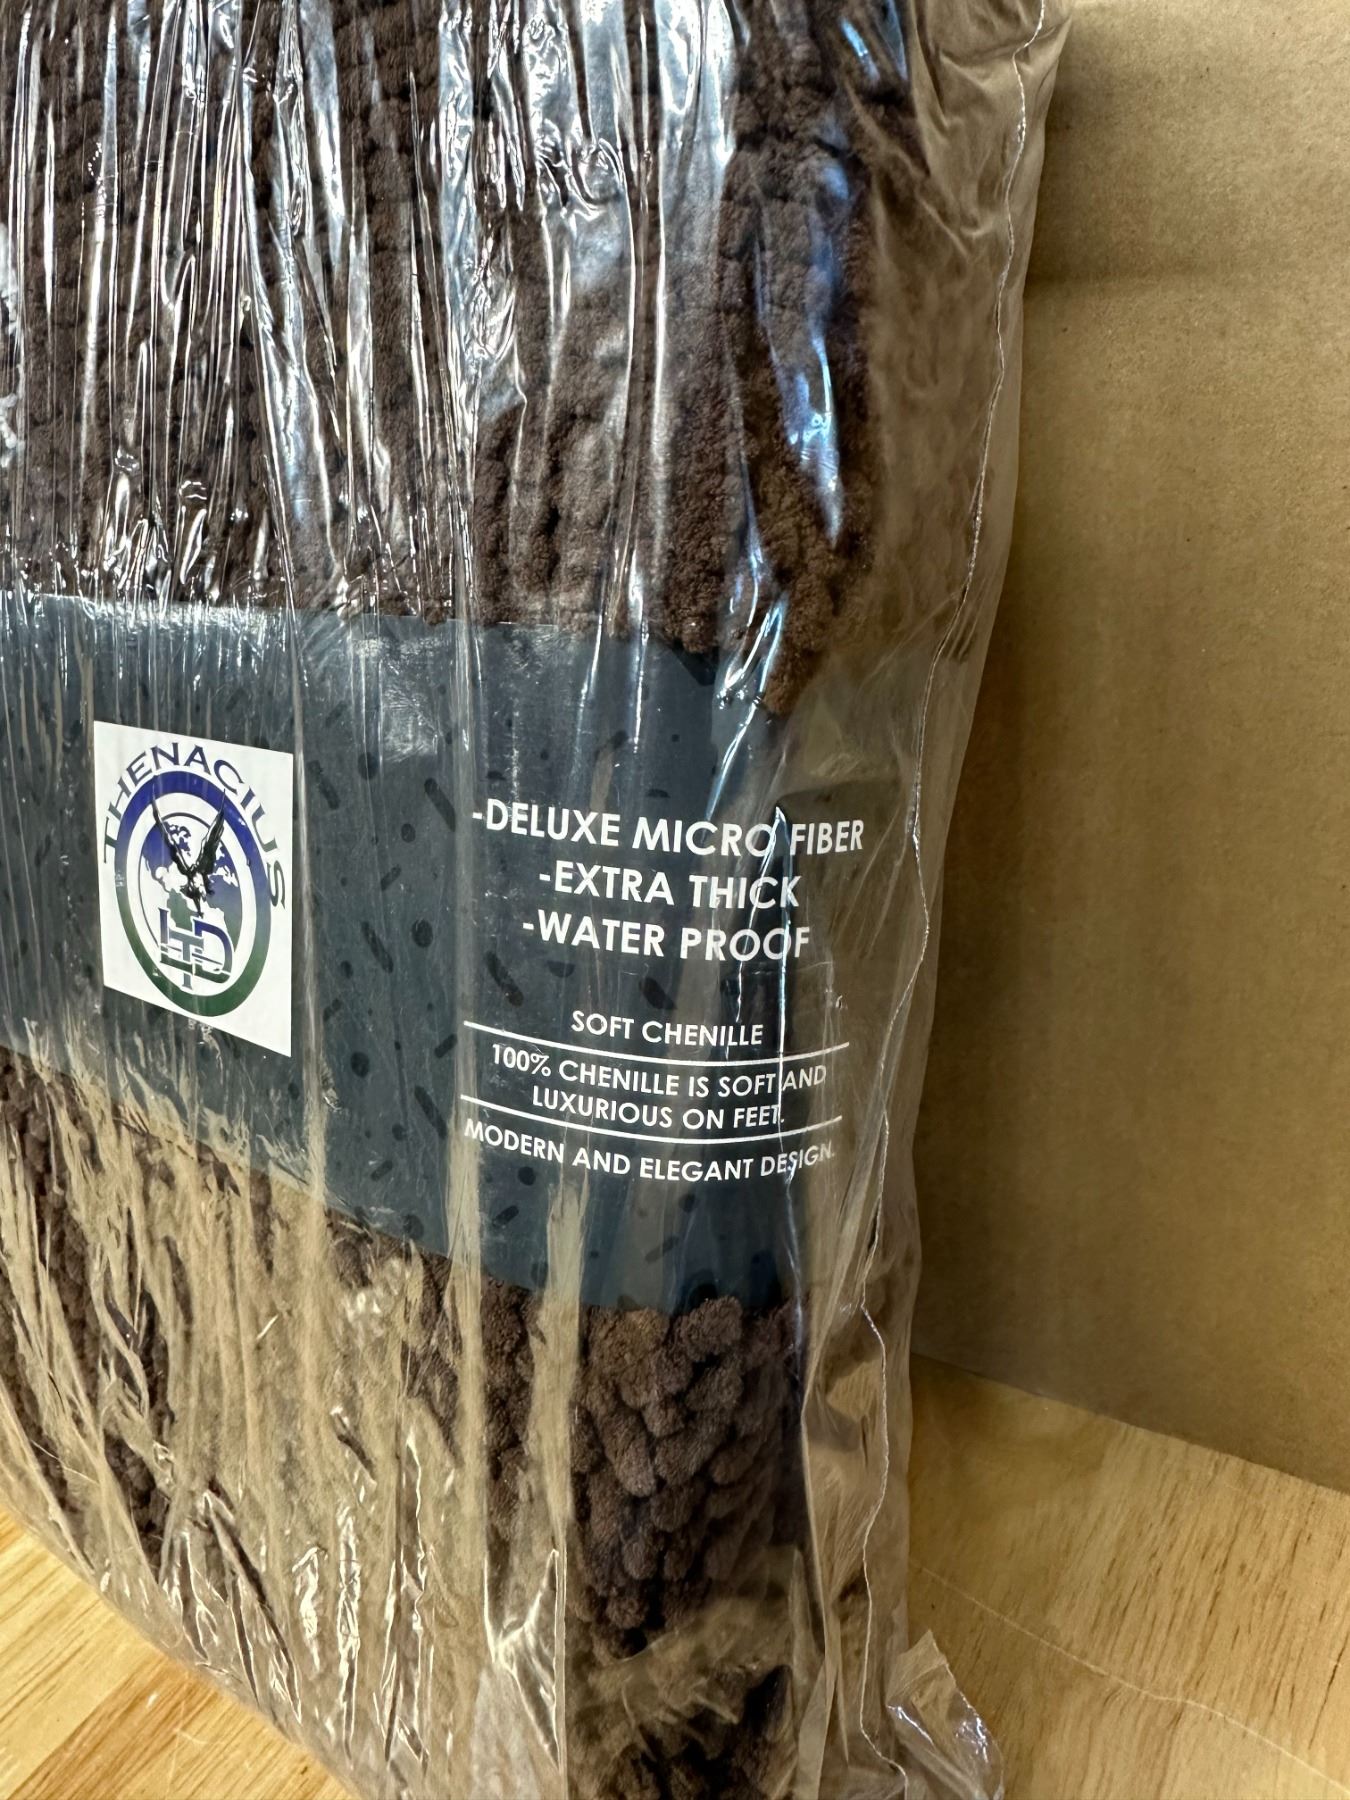 THENACIUS
LTD
-DELUXE MICRO FIBER
-EXTRA THICK
-WATER PROOF
SOFT CHENILLE
100% CHENILLE IS SOFT AND
LUXURIOUS ON FEET.
MODERN AND ELEGANT DESIGN.